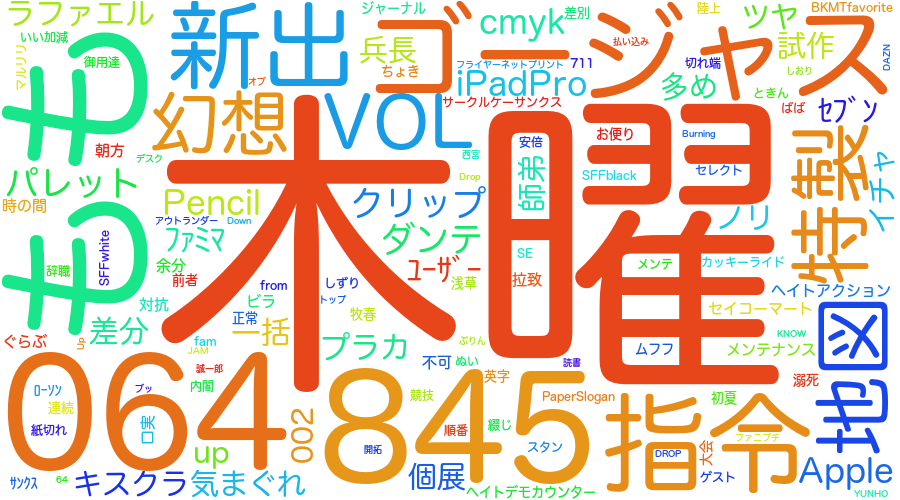 ラファエル
もも
新出
ゴージャス
ジャーナル
差別
陸上
BKMTfavorite
いい加減
マルリリ
御用達
兵長
cmyk
払い込み
ツヤ
試作
DAZN
ちょき
フライヤーネットプリント
711
切れ端
しおり
オブ
iPadPro
多め
ときん
幻想
VOL
サークルケーサンクス
ばば
セブン
朝方
デスク
木曜
西宮
安倍
お便り
Burning
特製
パレット
Drop
師弟
SFFblack
セレクト
イチャ
時の間
Pencil
クリップ
アウトランダー
Down
ノリ
ファミマ
ダンテ
SE
辞職
SFFwhite
余分
前者
ユーザー
浅草
拉致
メンテ
カッキーライド
from
しずり
トップ
ヘイトアクション
対抗
ビラ
正常
牧春
セイコーマート
地図
差分
一括
ぐらぶ
Up
fam
JAM
プラカ
ぷりん
KNOW
ムフフ
メンテナンス
不可
ぬい
読書
誠一郎
内閣
英字
溺死
064
845
ローソン
ブッ
連続
競技
PaperSlogan
指令
初夏
紙切れ
口実
002
順番
綴じ
開拓
スタン
ファニプチ
大会
up
DROP
ゲスト
Apple
サンクス
64
キスクラ
気まぐれ
個展
ヘイトデモカウンター
YUNHO